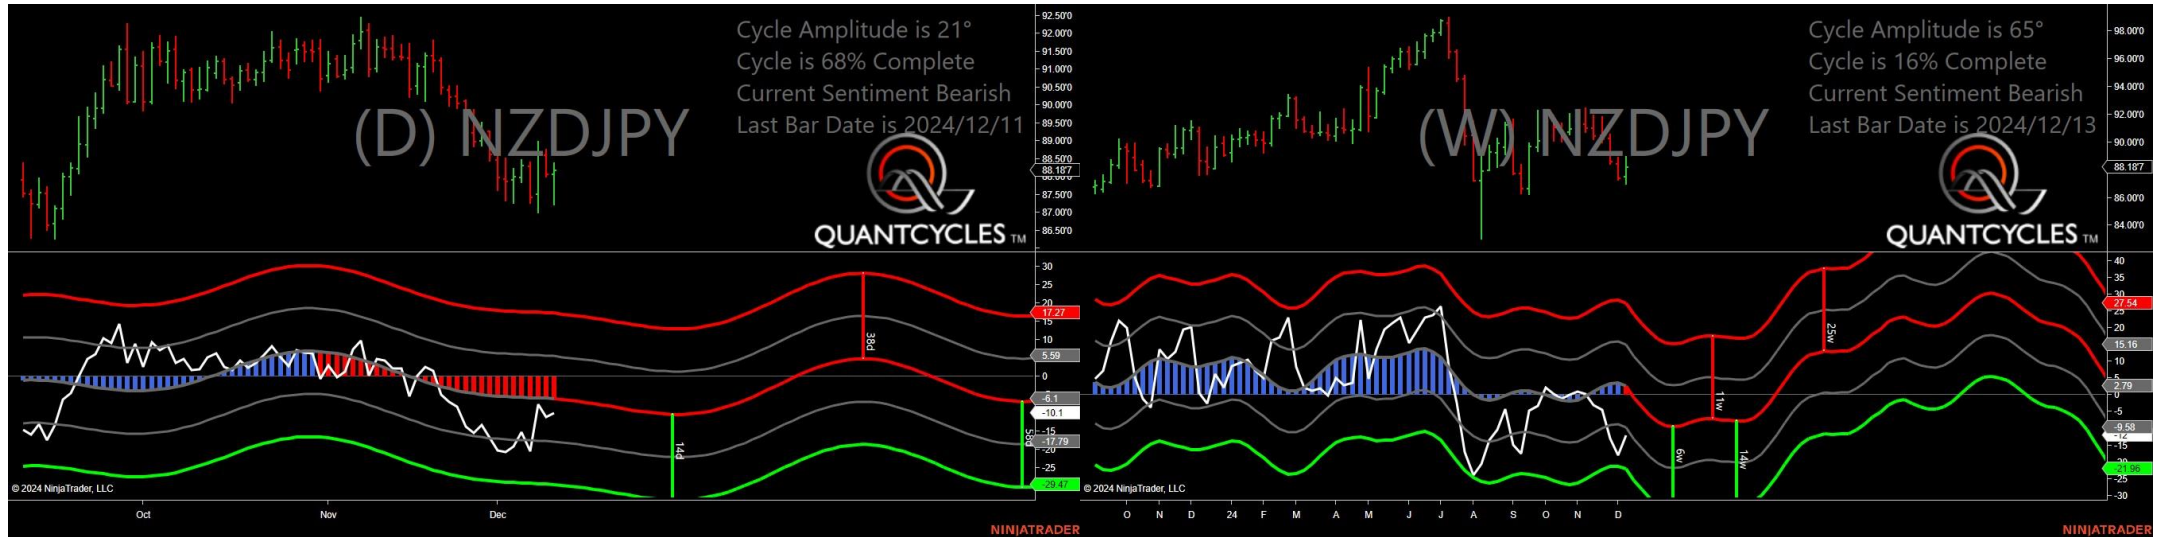 Cycle Amplitude is 21°
Cycle is 68% Complete
Current Sentiment Bearish
Last Bar Date is 2024/12/11
(D) NZDJPY
QUANTCYCLES TM
92.50'0
92.00'0
91.50'0
91.00'0
90.50'0
90.00'0
89.50'0
89.00'0
88.50'0
88.18'7
87.50'0
87.00'0
86.50'0
30
25
20
17.27
15
5.59
0
-6.1
-10.1
-15
-17.79
-20
-25
-29.47
14d
38d
58d
© 2024 NinjaTrader, LLC
Oct
Nov
Dec
NINJATRADER
Cycle Amplitude is 65°
Cycle is 16% Complete
Current Sentiment Bearish
Last Bar Date is 2024/12/13
(W) NZDJPY
QUANTCYCLES TM
98.00'0
96.00'0
94.00'0
92.00'0
90.00'0
88.18'7
86.00'0
84.00'0
40
35
30
27.54
25
20
15.16
10
5
2.79
0
-5
-9.58
-12
-15
-21.96
-25
-30
6w
11w
14w
25w
© 2024 NinjaTrader, LLC
O
N
D
24
F
M
A
M
J
J
A
S
O
N
D
NINJATRADER